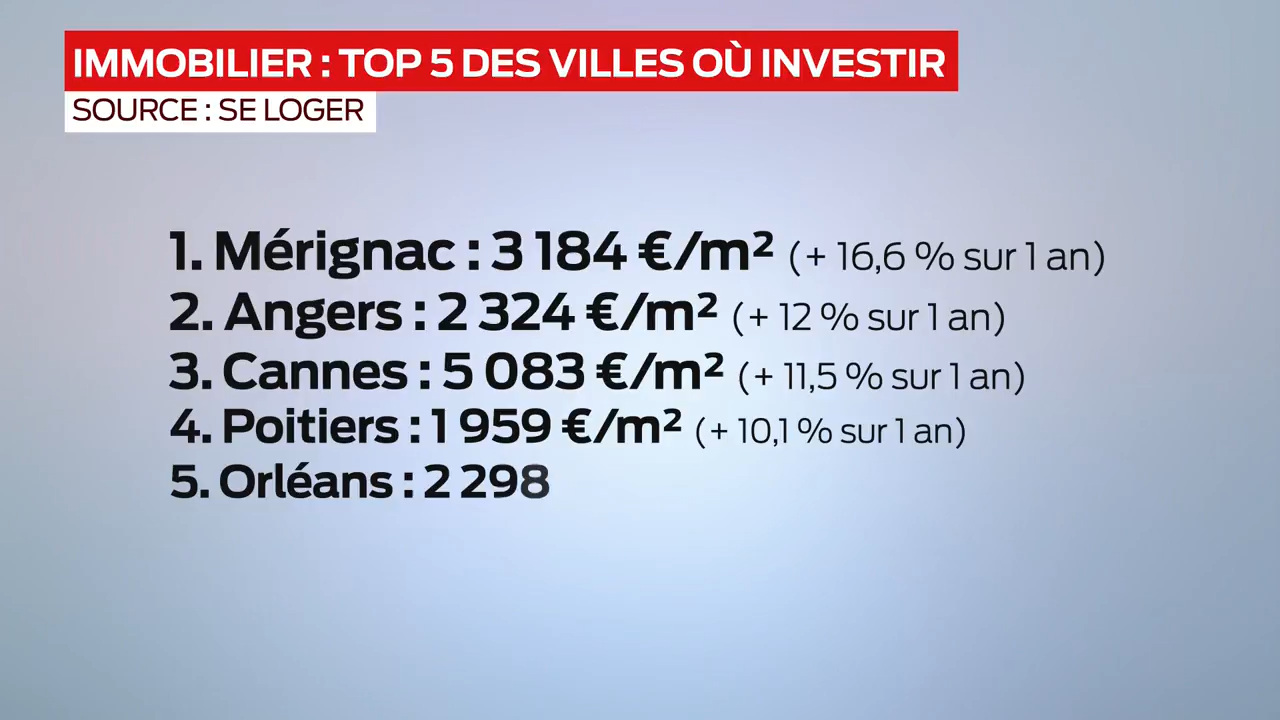 IMMOBILIER : TOP 5 DES VILLES OÙ INVESTIR
SOURCE : SE LOGER
1. Mérignac : 3 184 €/m² (+ 16,6 % sur 1 an)
2. Angers : 2 324 €/m² (+ 12 % sur 1 an)
3. Cannes : 5 083 €/m² (+ 11,5 % sur 1 an)
4. Poitiers : 1 959 €/m² (+ 10,1 % sur 1 an)
5. Orléans : 2 298